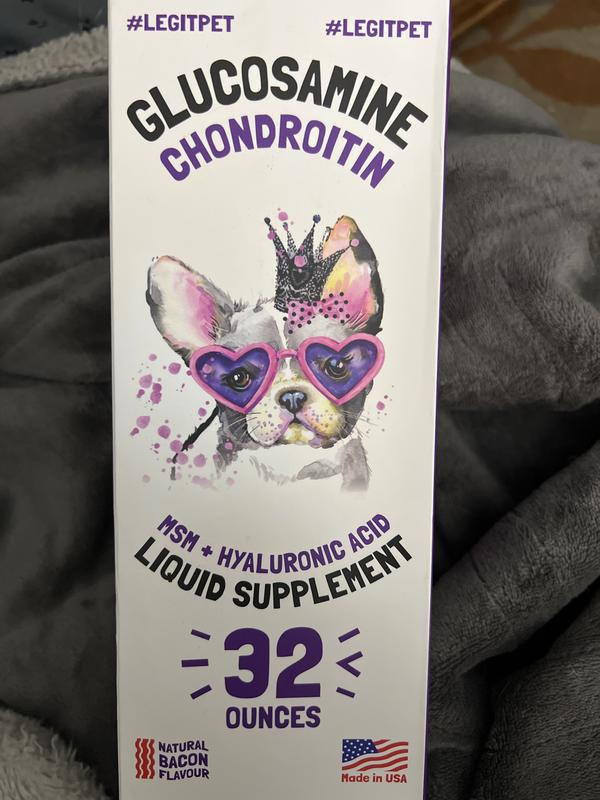 #LEGITPET #LEGITPET
GLUCOSAMINE
CHONDROITIN
MSM + HYALURONIC ACID
LIQUID SUPPLEMENT
32
OUNCES
NATURAL
BACON
FLAVOUR
Made in USA